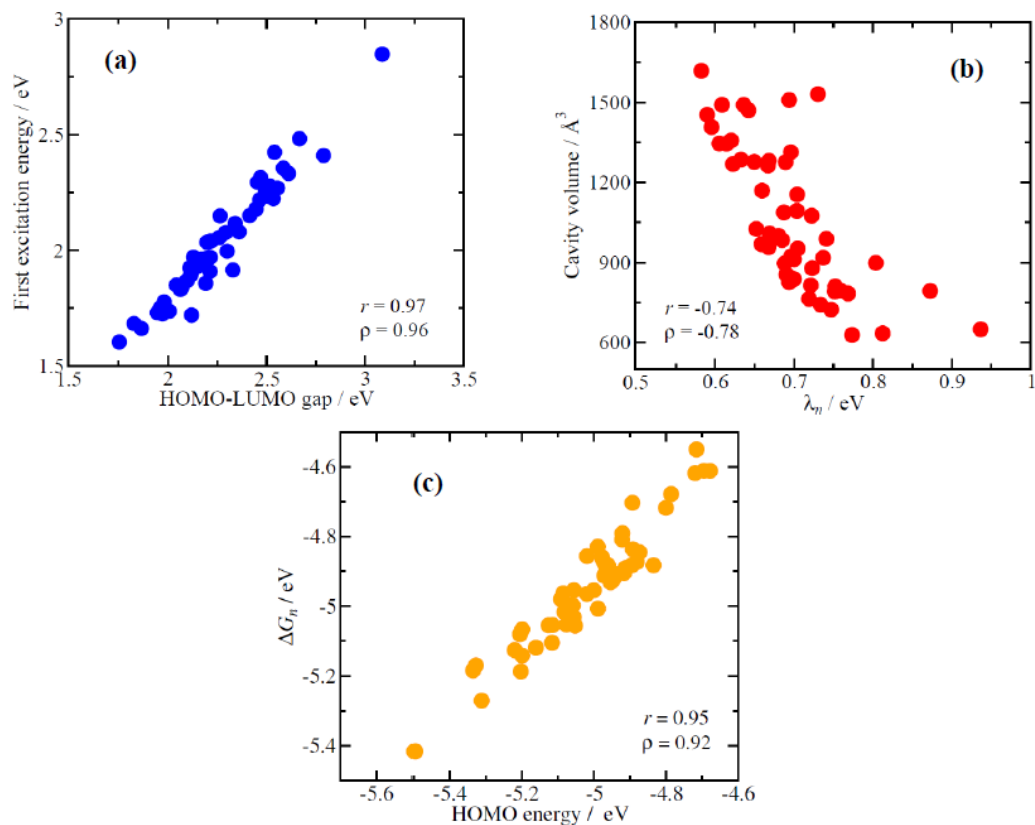 (a)
First excitation energy / eV
3
2.5
2
1.5
1.5
2
2.5
3
3.5
HOMO-LUMO gap / eV
r = 0.97
ρ = 0.96
(b)
Cavity volume / Å³
1800
1500
1200
900
600
0.5
0.6
0.7
0.8
0.9
1
λn / eV
r = -0.74
ρ = -0.78
(c)
ΔGn / eV
-4.6
-4.8
-5
-5.2
-5.4
-5.6
-5.4
-5.2
-5
-4.8
-4.6
HOMO energy / eV
r = 0.95
ρ = 0.92